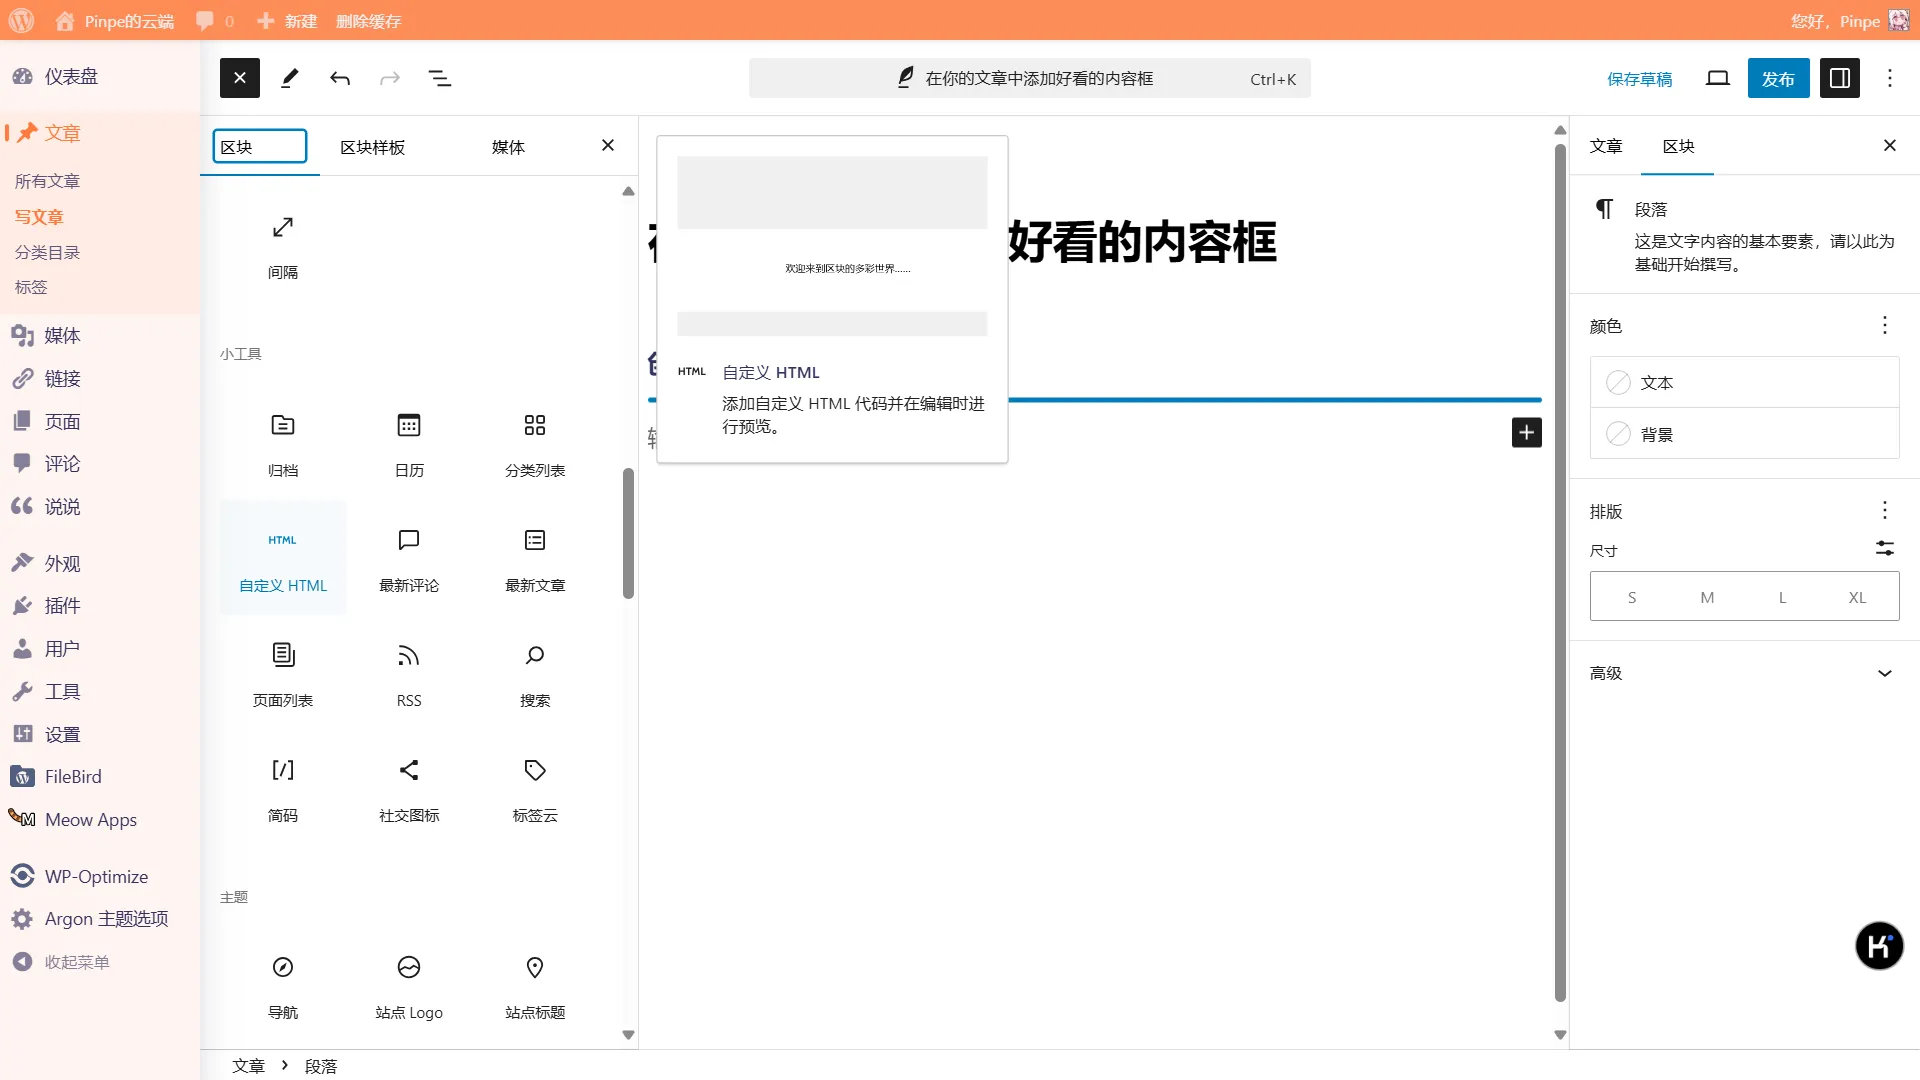 Pinpe的云端
0
新建
删除缓存
您好，Pinpe
仪表盘
文章
所有文章
写文章
分类目录
标签
媒体
链接
页面
评论
说说
外观
插件
用户
工具
设置
FileBird
Meow Apps
WP-Optimize
Argon 主题选项
收起菜单
在你的文章中添加好看的内容框
Ctrl+K
保存草稿
发布
区块
区块样板
媒体
间隔
小工具
归档
日历
分类列表
HTML
自定义 HTML
最新评论
最新文章
页面列表
RSS
搜索
简码
社交图标
标签云
主题
导航
站点 Logo
站点标题
好看的内容框
欢迎来到区块的多彩世界……
HTML
自定义 HTML
添加自定义 HTML 代码并在编辑时进
行预览。
文章
区块
段落
这是文字内容的基本要素，请以此为
基础开始撰写。
颜色
文本
背景
排版
尺寸
S
M
L
XL
高级
文章
段落